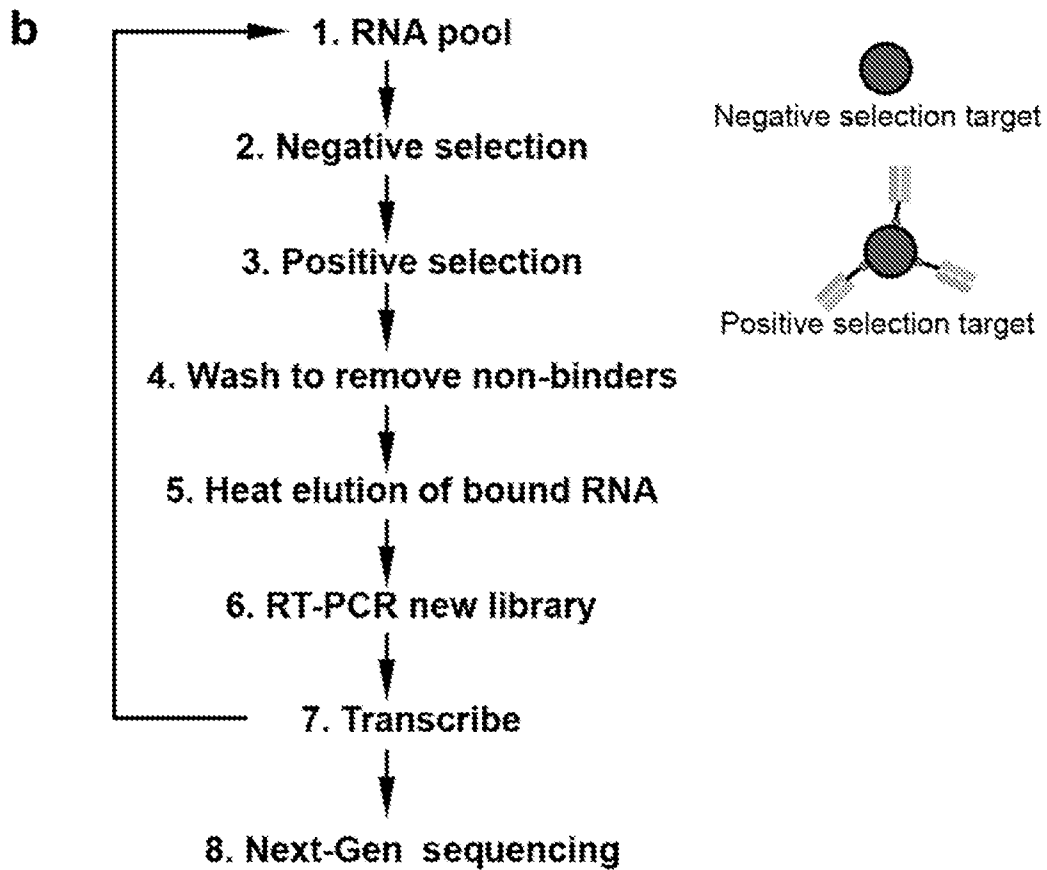 b
1. RNA pool
2. Negative selection
3. Positive selection
4. Wash to remove non-binders
5. Heat elution of bound RNA
6. RT-PCR new library
7. Transcribe
8. Next-Gen sequencing
Negative selection target
Positive selection target